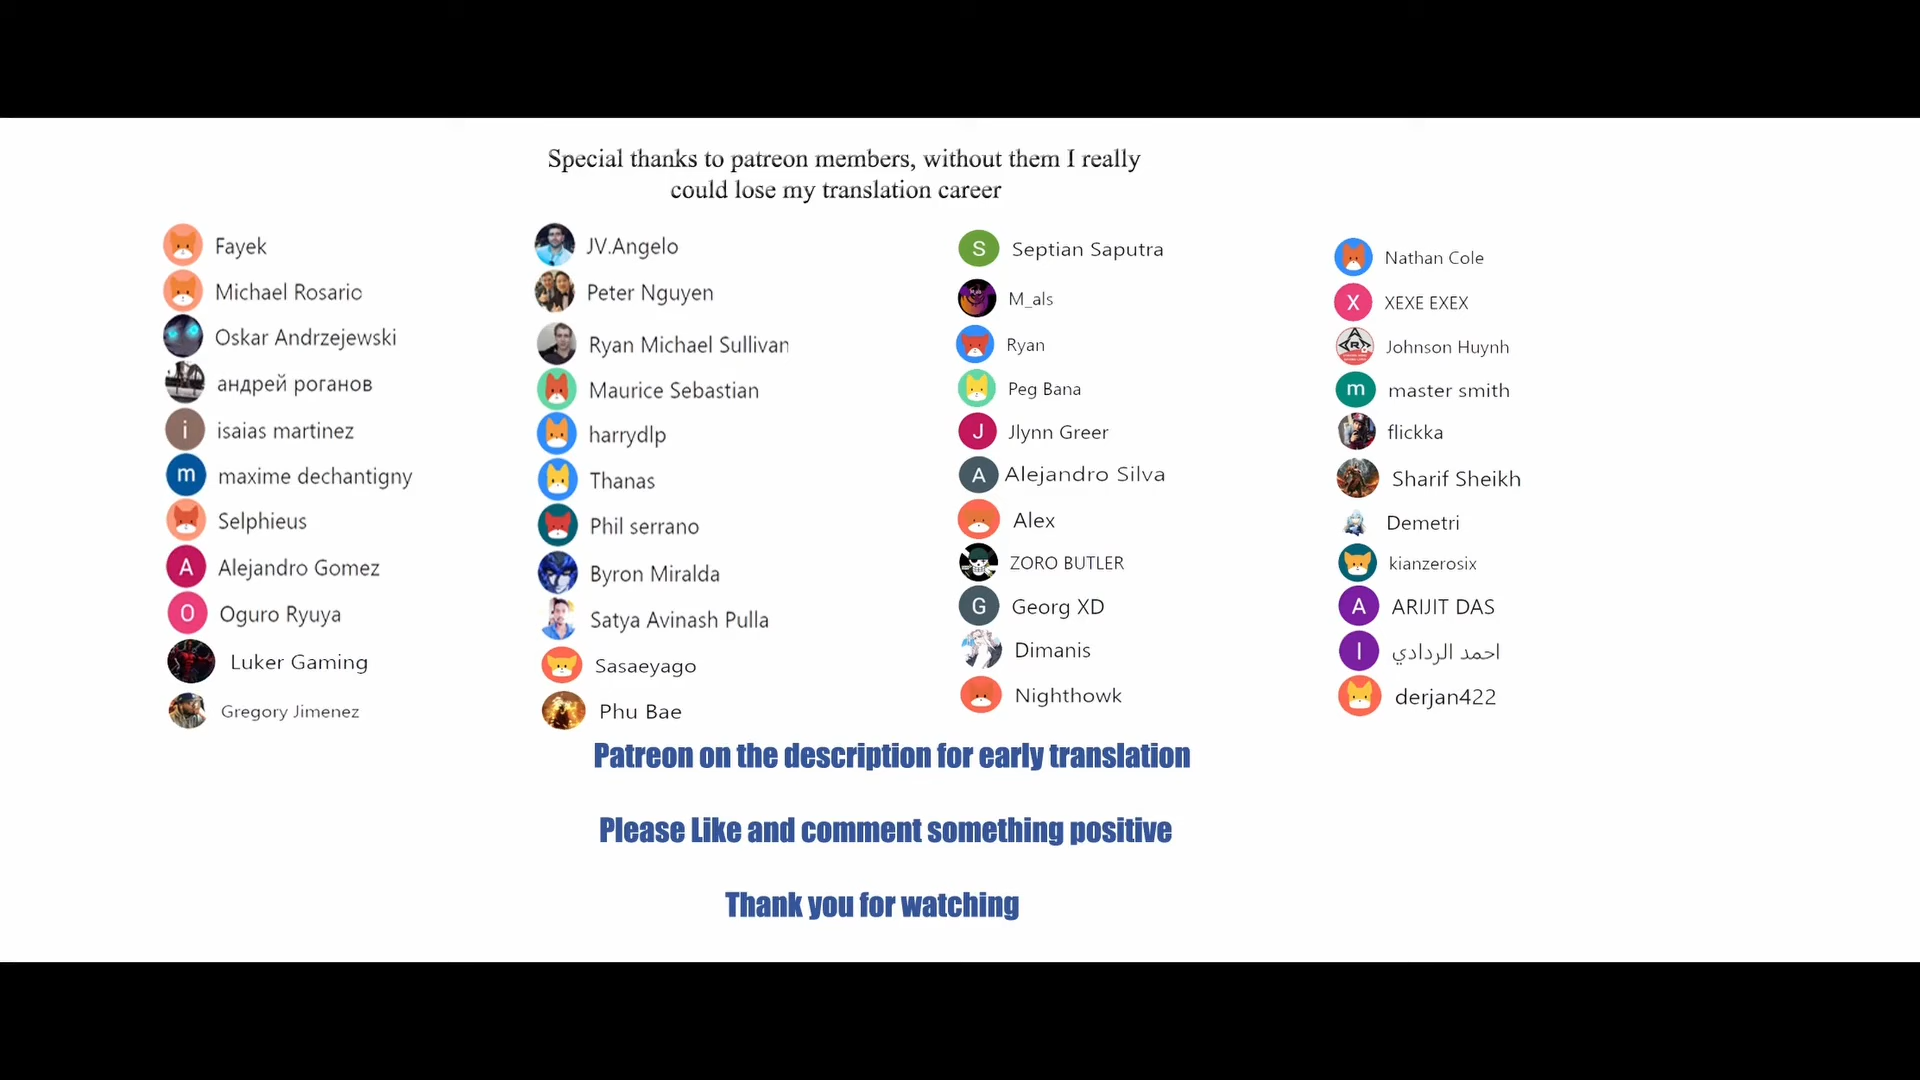 Special thanks to patreon members, without them I really
could lose my translation career
Fayek
Michael Rosario
Oskar Andrzejewski
андрей роганов
i
isaias martinez
m
maxime dechantigny
Selphieus
A
Alejandro Gomez
O
Oguro Ryuya
Luker Gaming
Gregory Jimenez
JV.Angelo
Peter Nguyen
Ryan Michael Sullivan
Maurice Sebastian
harrydlp
Thanas
Phil serrano
Byron Miralda
Satya Avinash Pulla
Sasaeyago
Phu Bae
S
Septian Saputra
M_als
Ryan
Peg Bana
J
Jlynn Greer
A
Alejandro Silva
Alex
ZORO BUTLER
G
Georg XD
Dimanis
Nighthowk
Nathan Cole
X
XEXE EXEX
Johnson Huynh
m
master smith
flickka
Sharif Sheikh
Demetri
kianzerosix
A
ARIJIT DAS
I
احمد الردادي
derjan422
Patreon on the description for early translation
Please Like and comment something positive
Thank you for watching